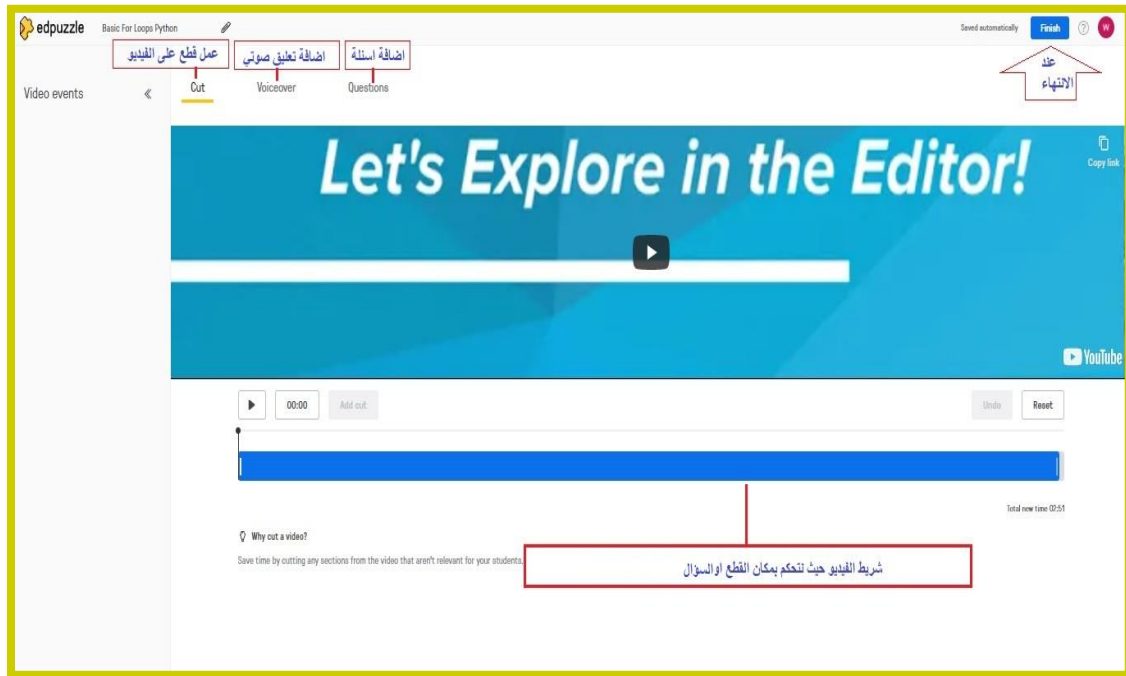 edpuzzle
Basic For Loops Python
Saved automatically
Finish
W
عمل قطع على الفيديو
اضافة تعليق صوتي
اضافة اسئلة
عند
الانتهاء
Video events
Cut
Voiceover
Questions
Let's Explore in the Editor!
Copy link
YouTube
00:00
Add cut
Undo
Reset
Total new time 02:51
Why cut a video?
Save time by cutting any sections from the video that aren't relevant for your students.
شريط الفيديو حيث نتحكم بمكان القطع او السؤال